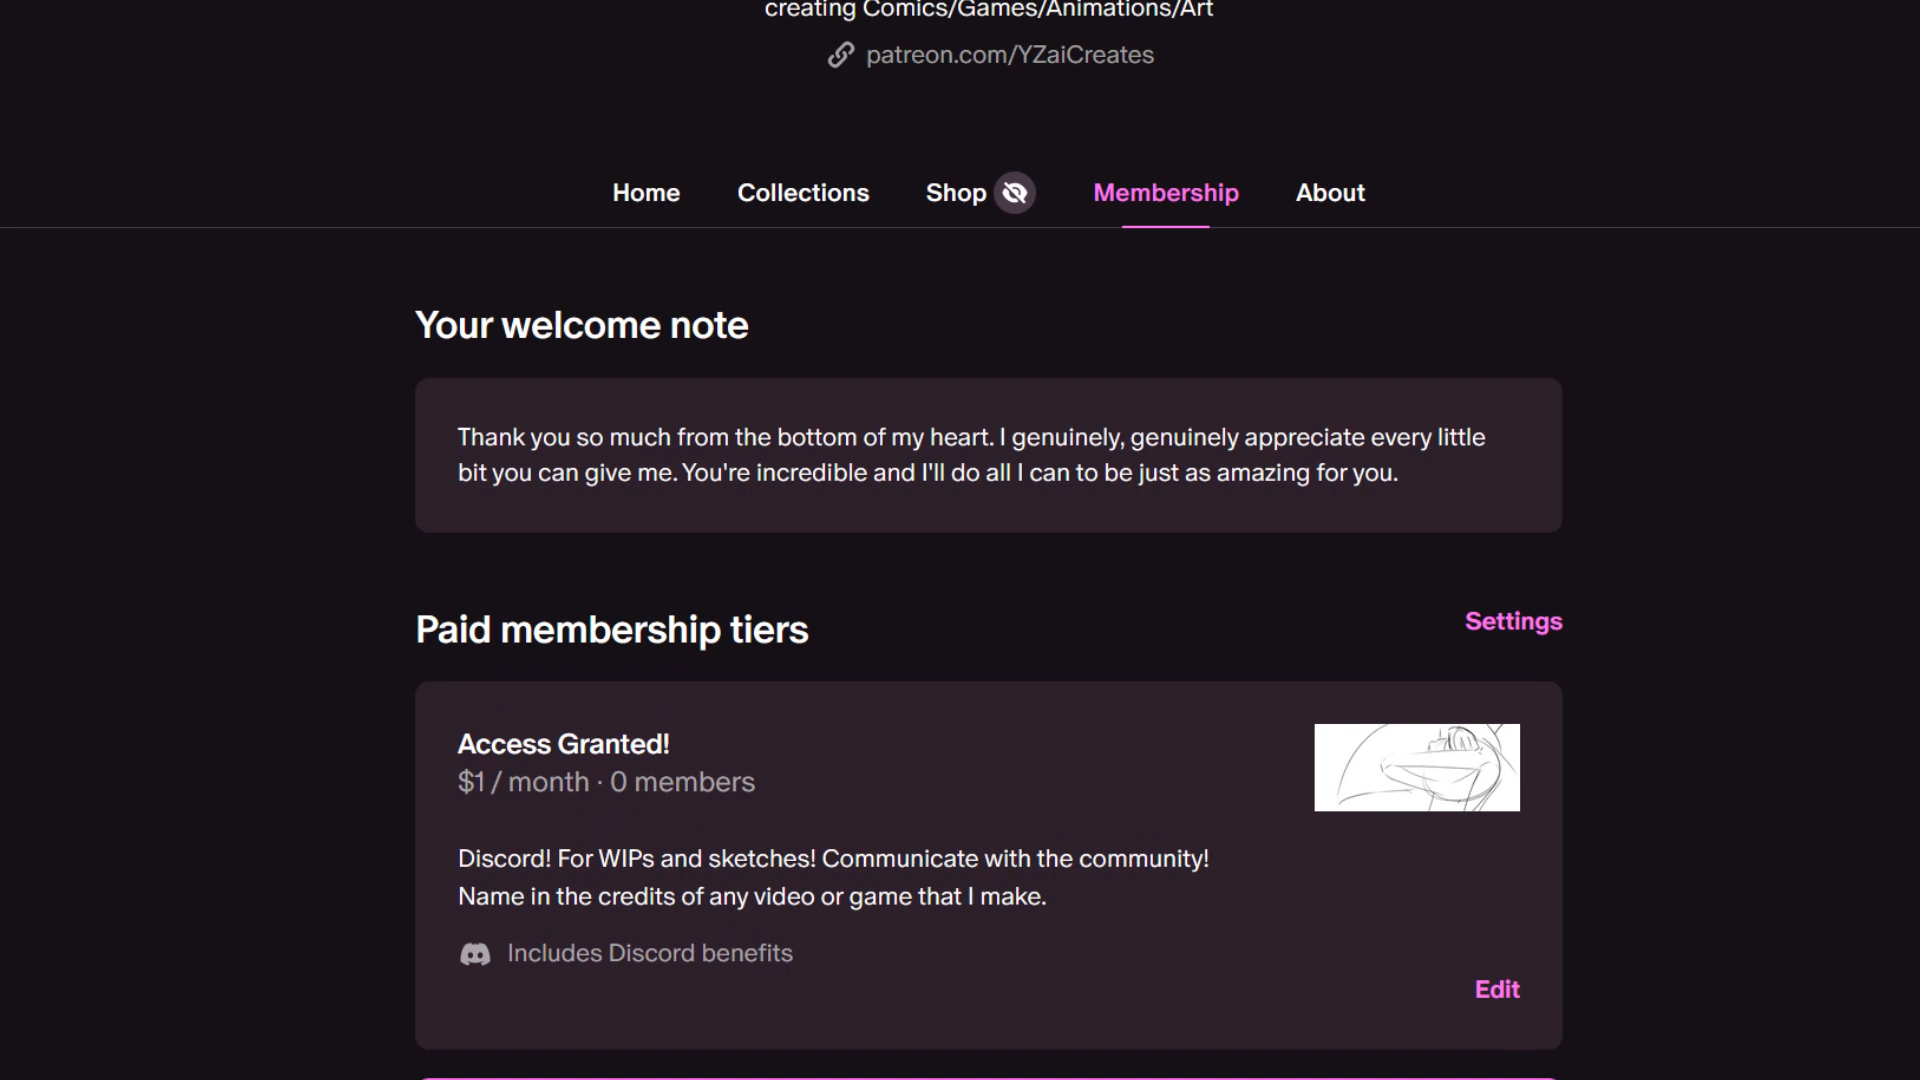 creating Comics/Games/Animations/Art
patreon.com/YZaiCreates
Home Collections Shop Membership About
Your welcome note
Thank you so much from the bottom of my heart. I genuinely, genuinely appreciate every little
bit you can give me. You're incredible and I'll do all I can to be just as amazing for you.
Paid membership tiers
Settings
Access Granted!
$1 / month · 0 members
Discord! For WIPs and sketches! Communicate with the community!
Name in the credits of any video or game that I make.
Includes Discord benefits
Edit